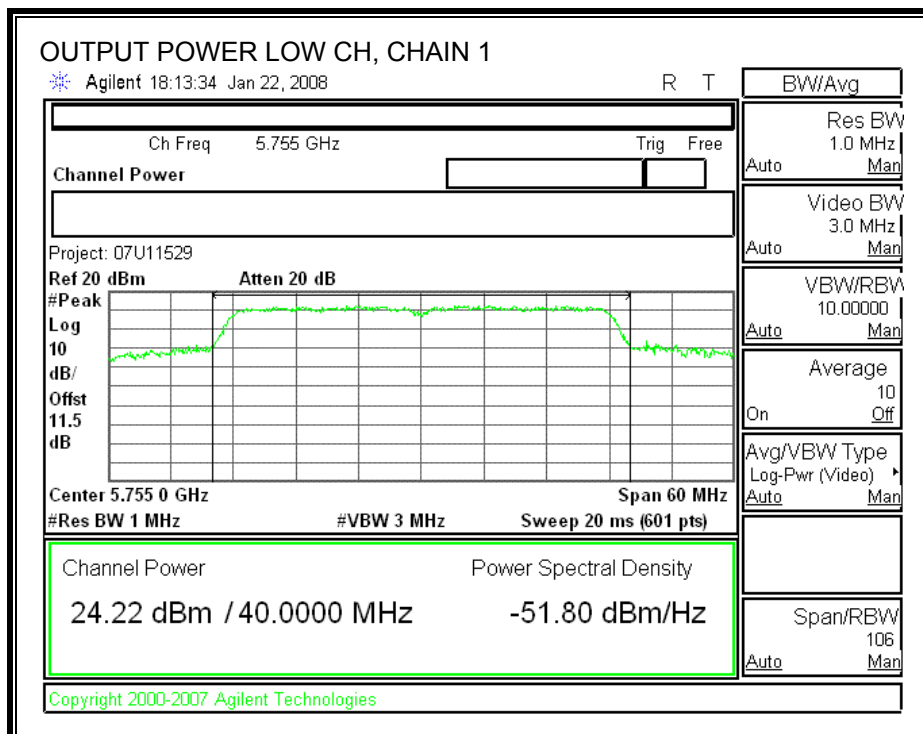 OUTPUT POWER LOW CH, CHAIN 1
Agilent 18:13:34 Jan 22, 2008 R T
Ch Freq 5.755 GHz Trig Free
Channel Power
Project: 07U11529
Ref 20 dBm Atten 20 dB
#Peak
Log
10
dB/
Offst
11.5
dB
Center 5.755 0 GHz Span 60 MHz
#Res BW 1 MHz #VBW 3 MHz Sweep 20 ms (601 pts)
Channel Power Power Spectral Density
24.22 dBm / 40.0000 MHz -51.80 dBm/Hz
Copyright 2000-2007 Agilent Technologies
BW/Avg
Res BW
1.0 MHz
Auto Man
Video BW
3.0 MHz
Auto Man
VBW/RBW
10.00000
Auto Man
Average
10
On Off
Avg/VBW Type
Log-Pwr (Video)
Auto Man
Span/RBW
106
Auto Man